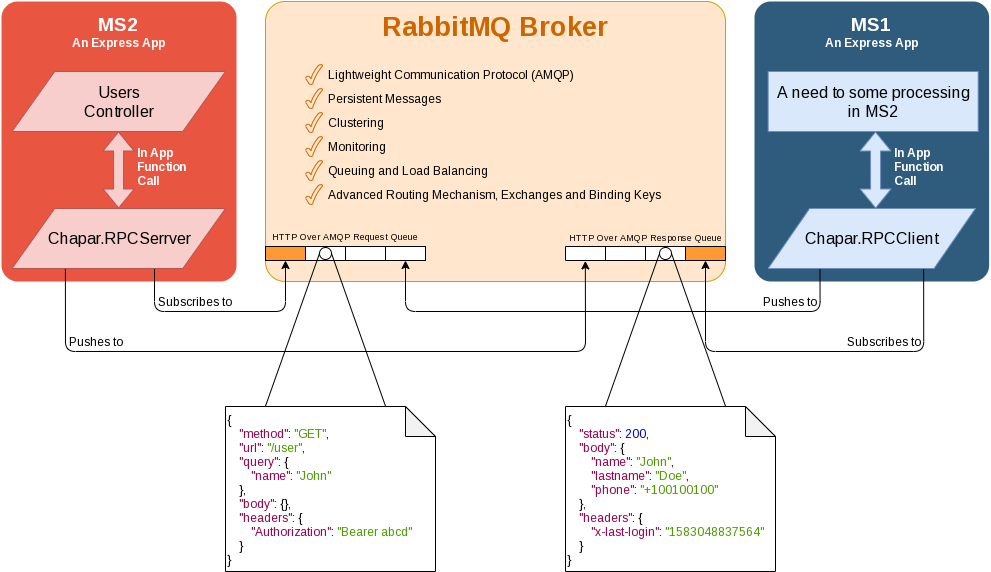 MS2
An Express App
Users
Controller
In App
Function
Call
Chapar.RPCSerrver
RabbitMQ Broker
Lightweight Communication Protocol (AMQP)
Persistent Messages
Clustering
Monitoring
Queuing and Load Balancing
Advanced Routing Mechanism, Exchanges and Binding Keys
HTTP Over AMQP Request Queue
HTTP Over AMQP Response Queue
MS1
An Express App
A need to some processing
in MS2
In App
Function
Call
Chapar.RPCClient
Subscribes to
Pushes to
Pushes to
Subscribes to
{
"method": "GET",
"url": "/user",
"query": {
"name": "John"
},
"body": {},
"headers": {
"Authorization": "Bearer abcd"
}
}
{
"status": 200,
"body": {
"name": "John",
"lastname": "Doe",
"phone": "+100100100"
},
"headers": {
"x-last-login": "1583048837564"
}
}